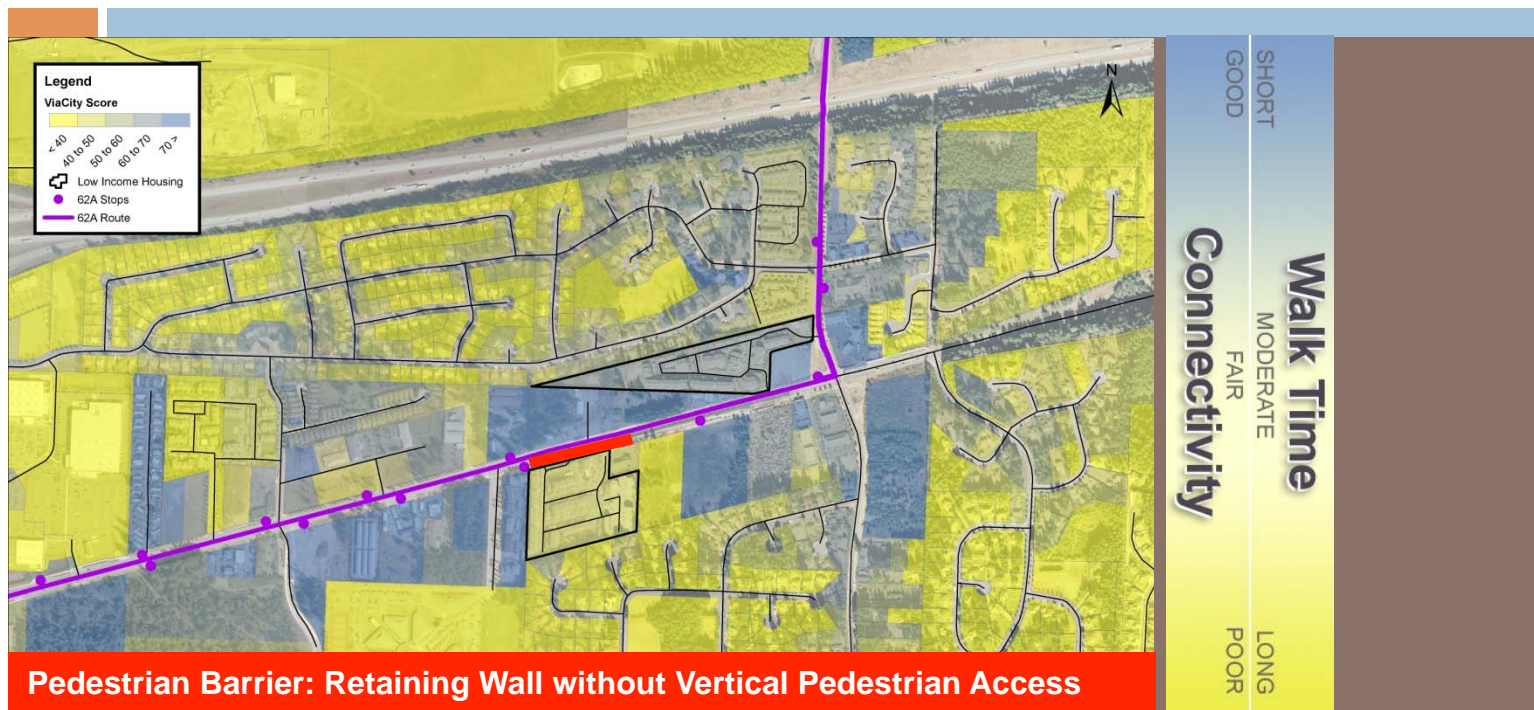 Legend
ViaCity Score
< 40
40 to 50
50 to 60
60 to 70
70 >
Low Income Housing
62A Stops
62A Route
N
Pedestrian Barrier: Retaining Wall without Vertical Pedestrian Access
Walk Time
SHORT
MODERATE
LONG
Connectivity
GOOD
FAIR
POOR